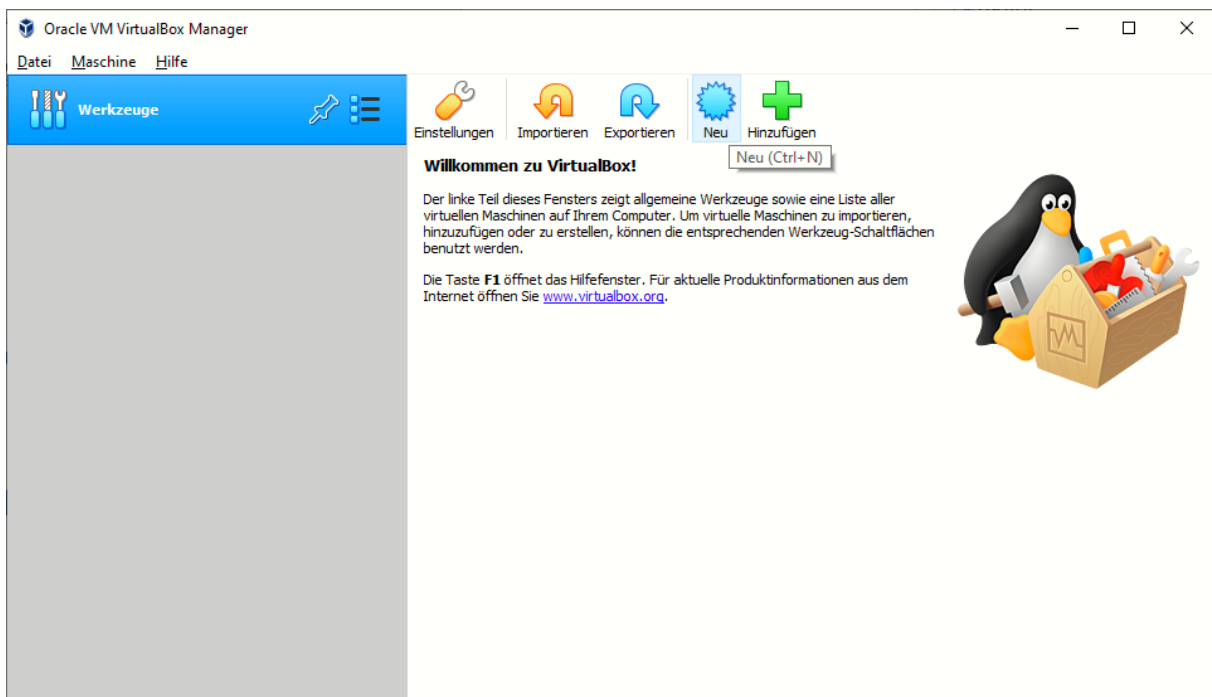 Oracle VM VirtualBox Manager
Datei Maschine Hilfe
Werkzeuge
Einstellungen Importieren Exportieren Neu Hinzufügen
Neu (Ctrl+N)
Willkommen zu VirtualBox!
Der linke Teil dieses Fensters zeigt allgemeine Werkzeuge sowie eine Liste aller
virtuellen Maschinen auf Ihrem Computer. Um virtuelle Maschinen zu importieren,
hinzuzufügen oder zu erstellen, können die entsprechenden Werkzeug-Schaltflächen
benutzt werden.
Die Taste F1 öffnet das Hilfefenster. Für aktuelle Produktinformationen aus dem
Internet öffnen Sie www.virtualbox.org.